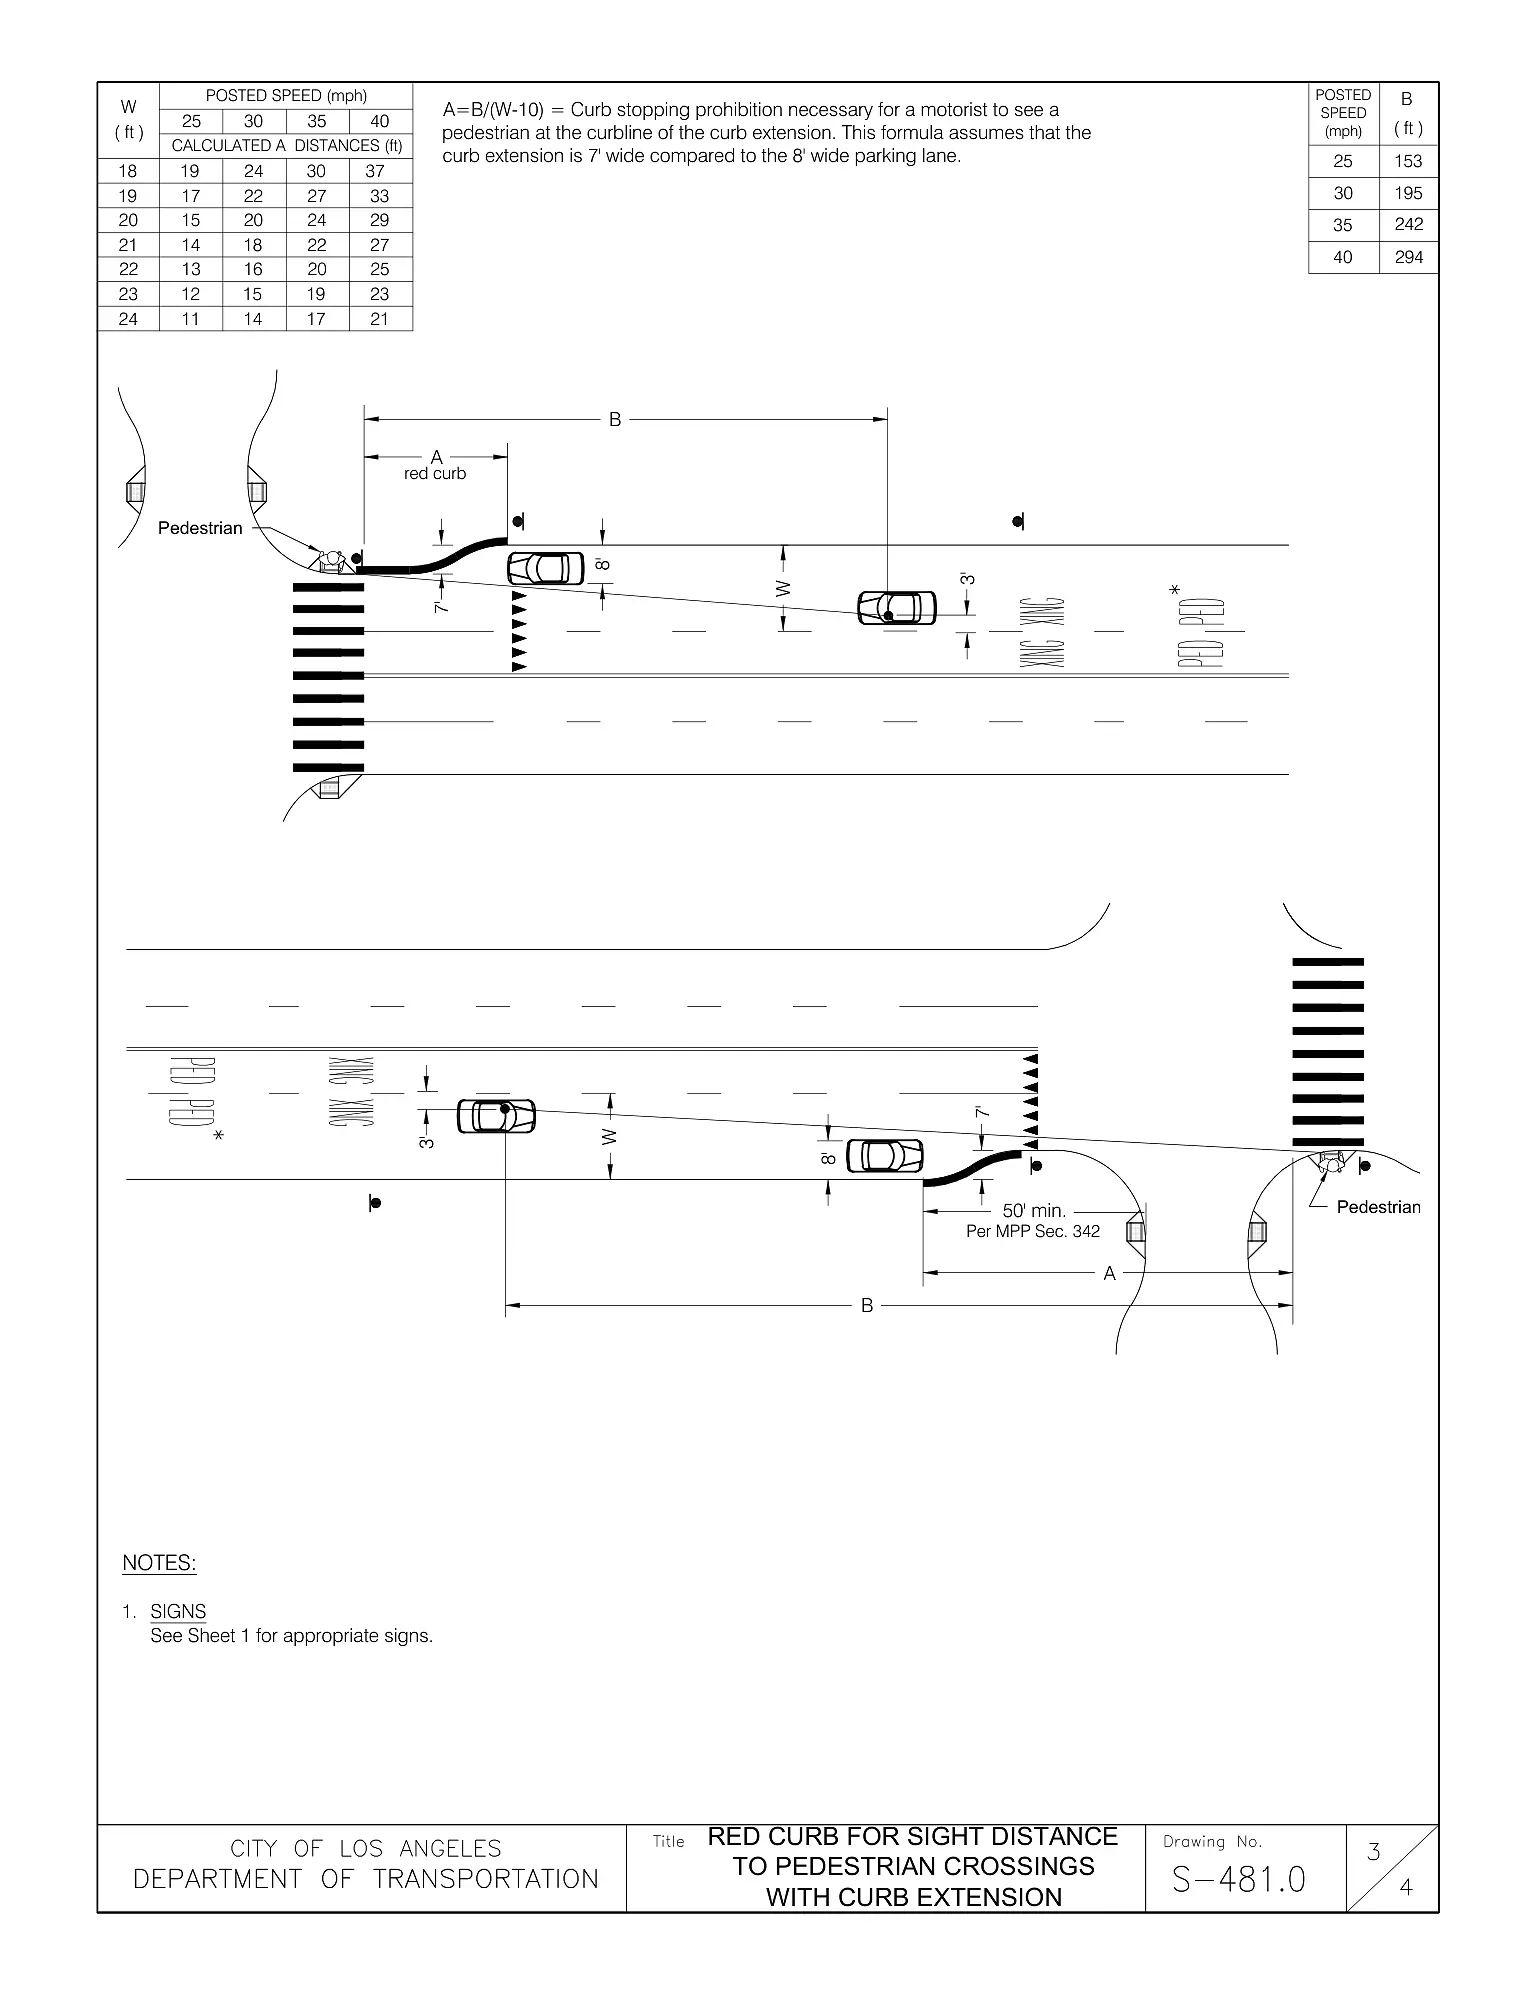 W
( ft )
POSTED SPEED (mph)
25 30 35 40
CALCULATED A DISTANCES (ft)
18 19 24 30 37
19 17 22 27 33
20 15 20 24 29
21 14 18 22 27
22 13 16 20 25
23 12 15 19 23
24 11 14 17 21
A=B/(W-10) = Curb stopping prohibition necessary for a motorist to see a
pedestrian at the curbline of the curb extension. This formula assumes that the
curb extension is 7' wide compared to the 8' wide parking lane.
POSTED
SPEED
(mph)
B
( ft )
25 153
30 195
35 242
40 294
B
A
red curb
Pedestrian
7'
8'
W
3'
XING
XING
*
PED
PED
PED
PED
*
XING
XING
3'
W
8'
7'
50' min.
Per MPP Sec. 342
Pedestrian
A
B
NOTES:
1. SIGNS
See Sheet 1 for appropriate signs.
CITY OF LOS ANGELES
DEPARTMENT OF TRANSPORTATION
Title
RED CURB FOR SIGHT DISTANCE
TO PEDESTRIAN CROSSINGS
WITH CURB EXTENSION
Drawing No.
S-481.0
3
4